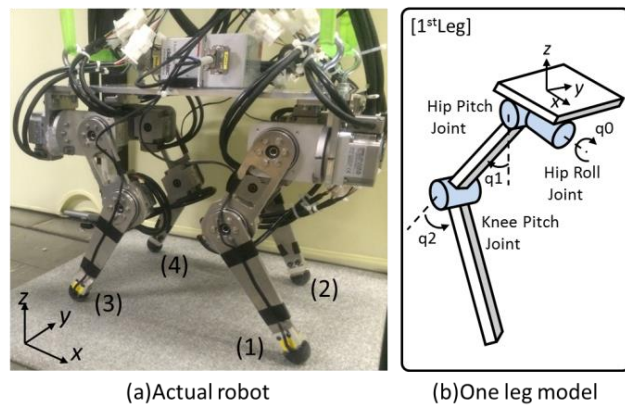 [1stLeg]
z
y
x
Hip Pitch
Joint
q0
q1
Hip Roll
Joint
q2
Knee Pitch
Joint
(4)
(2)
(3)
(1)
z
y
x
(a)Actual robot
(b)One leg model